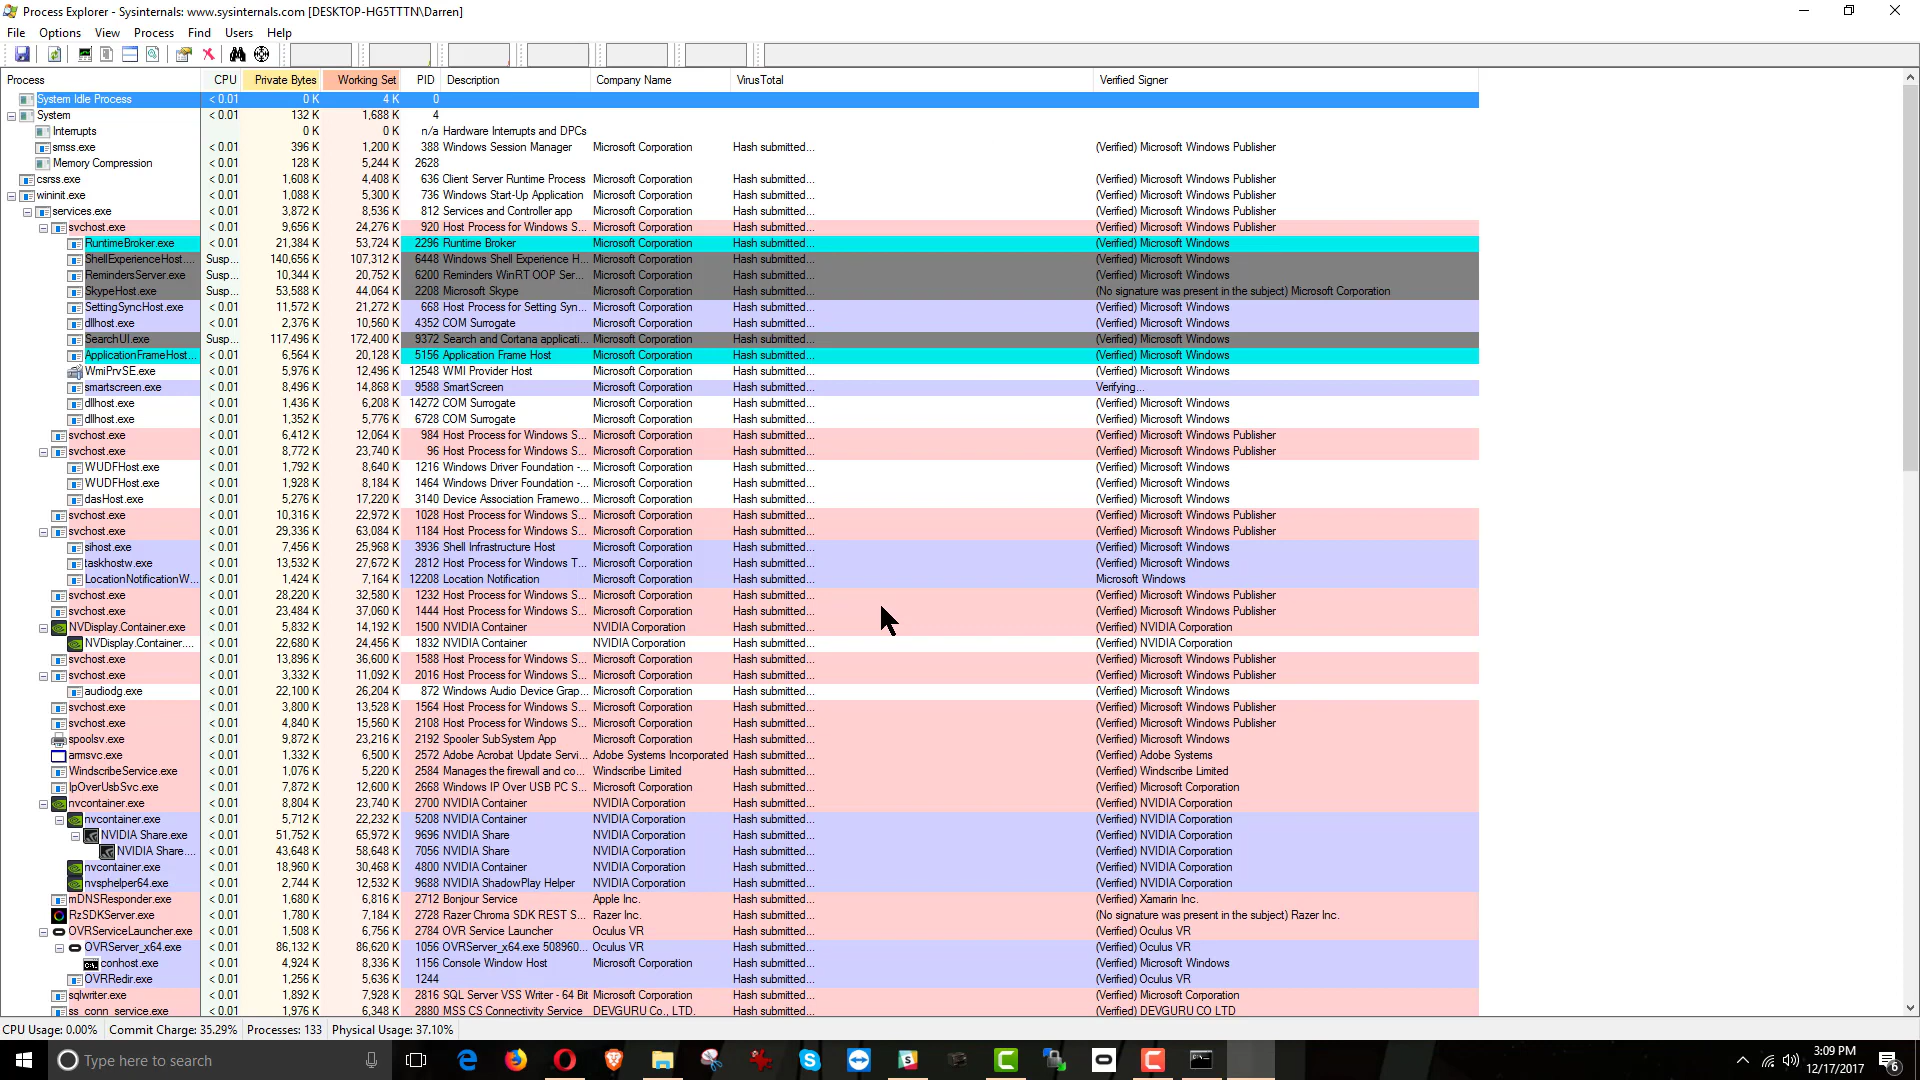 Process Explorer - Sysinternals: www.sysinternals.com [DESKTOP-HG5TTTN\Darren]
File Options View Process Find Users Help
Process CPU Private Bytes Working Set PID Description Company Name VirusTotal Verified Signer
System Idle Process < 0.01 0 K 4 K 0
System < 0.01 132 K 1,688 K 4
Interrupts 0 K 0 K n/a Hardware Interrupts and DPCs
smss.exe < 0.01 396 K 1,200 K 388 Windows Session Manager Microsoft Corporation Hash submitted... (Verified) Microsoft Windows Publisher
Memory Compression < 0.01 128 K 5,244 K 2628
csrss.exe < 0.01 1,608 K 4,408 K 636 Client Server Runtime Process Microsoft Corporation Hash submitted... (Verified) Microsoft Windows Publisher
wininit.exe < 0.01 1,088 K 5,300 K 736 Windows Start-Up Application Microsoft Corporation Hash submitted... (Verified) Microsoft Windows Publisher
services.exe < 0.01 3,872 K 8,536 K 812 Services and Controller app Microsoft Corporation Hash submitted... (Verified) Microsoft Windows Publisher
svchost.exe < 0.01 9,656 K 24,276 K 920 Host Process for Windows S... Microsoft Corporation Hash submitted... (Verified) Microsoft Windows Publisher
RuntimeBroker.exe < 0.01 21,384 K 53,724 K 2296 Runtime Broker Microsoft Corporation Hash submitted... (Verified) Microsoft Windows
ShellExperienceHost.... Susp... 140,656 K 107,312 K 6448 Windows Shell Experience H... Microsoft Corporation Hash submitted... (Verified) Microsoft Windows
RemindersServer.exe Susp... 10,344 K 20,752 K 6200 Reminders WinRT OOP Ser... Microsoft Corporation Hash submitted... (Verified) Microsoft Windows
SkypeHost.exe Susp... 53,588 K 44,064 K 2208 Microsoft Skype Microsoft Corporation Hash submitted... (No signature was present in the subject) Microsoft Corporation
SettingSyncHost.exe < 0.01 11,572 K 21,272 K 668 Host Process for Setting Syn... Microsoft Corporation Hash submitted... (Verified) Microsoft Windows
dllhost.exe < 0.01 2,376 K 10,560 K 4352 COM Surrogate Microsoft Corporation Hash submitted... (Verified) Microsoft Windows
SearchUI.exe Susp... 117,496 K 172,400 K 9372 Search and Cortana applicati... Microsoft Corporation Hash submitted... (Verified) Microsoft Windows
ApplicationFrameHost... < 0.01 6,564 K 20,128 K 5156 Application Frame Host Microsoft Corporation Hash submitted... (Verified) Microsoft Windows
WmiPrvSE.exe < 0.01 5,976 K 12,496 K 12548 WMI Provider Host Microsoft Corporation Hash submitted... (Verified) Microsoft Windows
smartscreen.exe < 0.01 8,496 K 14,868 K 9588 SmartScreen Microsoft Corporation Hash submitted... Verifying...
dllhost.exe < 0.01 1,436 K 6,208 K 14272 COM Surrogate Microsoft Corporation Hash submitted... (Verified) Microsoft Windows
dllhost.exe < 0.01 1,352 K 5,776 K 6728 COM Surrogate Microsoft Corporation Hash submitted... (Verified) Microsoft Windows
svchost.exe < 0.01 6,412 K 12,064 K 984 Host Process for Windows S... Microsoft Corporation Hash submitted... (Verified) Microsoft Windows Publisher
svchost.exe < 0.01 8,772 K 23,740 K 96 Host Process for Windows S... Microsoft Corporation Hash submitted... (Verified) Microsoft Windows Publisher
WUDFHost.exe < 0.01 1,792 K 8,640 K 1216 Windows Driver Foundation -... Microsoft Corporation Hash submitted... (Verified) Microsoft Windows
WUDFHost.exe < 0.01 1,928 K 8,184 K 1464 Windows Driver Foundation -... Microsoft Corporation Hash submitted... (Verified) Microsoft Windows
dasHost.exe < 0.01 5,276 K 17,220 K 3140 Device Association Framewo... Microsoft Corporation Hash submitted... (Verified) Microsoft Windows
svchost.exe < 0.01 10,316 K 22,972 K 1028 Host Process for Windows S... Microsoft Corporation Hash submitted... (Verified) Microsoft Windows Publisher
svchost.exe < 0.01 29,336 K 63,084 K 1184 Host Process for Windows S... Microsoft Corporation Hash submitted... (Verified) Microsoft Windows Publisher
sihost.exe < 0.01 7,456 K 25,968 K 3936 Shell Infrastructure Host Microsoft Corporation Hash submitted... (Verified) Microsoft Windows
taskhostw.exe < 0.01 13,532 K 27,672 K 2812 Host Process for Windows T... Microsoft Corporation Hash submitted... (Verified) Microsoft Windows
LocationNotificationW... < 0.01 1,424 K 7,164 K 12208 Location Notification Microsoft Corporation Hash submitted... Microsoft Windows
svchost.exe < 0.01 28,220 K 32,580 K 1232 Host Process for Windows S... Microsoft Corporation Hash submitted... (Verified) Microsoft Windows Publisher
svchost.exe < 0.01 23,484 K 37,060 K 1444 Host Process for Windows S... Microsoft Corporation Hash submitted... (Verified) Microsoft Windows Publisher
NVDisplay.Container.exe < 0.01 5,832 K 14,192 K 1500 NVIDIA Container NVIDIA Corporation Hash submitted... (Verified) NVIDIA Corporation
NVDisplay.Container.... < 0.01 22,680 K 24,456 K 1832 NVIDIA Container NVIDIA Corporation Hash submitted... (Verified) NVIDIA Corporation
svchost.exe < 0.01 13,896 K 36,600 K 1588 Host Process for Windows S... Microsoft Corporation Hash submitted... (Verified) Microsoft Windows Publisher
svchost.exe < 0.01 3,332 K 11,092 K 2016 Host Process for Windows S... Microsoft Corporation Hash submitted... (Verified) Microsoft Windows Publisher
audiodg.exe < 0.01 22,100 K 26,204 K 872 Windows Audio Device Grap... Microsoft Corporation Hash submitted... (Verified) Microsoft Windows
svchost.exe < 0.01 3,800 K 13,528 K 1564 Host Process for Windows S... Microsoft Corporation Hash submitted... (Verified) Microsoft Windows Publisher
svchost.exe < 0.01 4,840 K 15,560 K 2108 Host Process for Windows S... Microsoft Corporation Hash submitted... (Verified) Microsoft Windows Publisher
spoolsv.exe < 0.01 9,872 K 23,216 K 2192 Spooler SubSystem App Microsoft Corporation Hash submitted... (Verified) Microsoft Windows
armsvc.exe < 0.01 1,332 K 6,500 K 2572 Adobe Acrobat Update Servi... Adobe Systems Incorporated Hash submitted... (Verified) Adobe Systems
WindscribeService.exe < 0.01 1,076 K 5,220 K 2584 Manages the firewall and co... Windscribe Limited Hash submitted... (Verified) Windscribe Limited
IpOverUsbSvc.exe < 0.01 7,872 K 12,600 K 2668 Windows IP Over USB PC S... Microsoft Corporation Hash submitted... (Verified) Microsoft Corporation
nvcontainer.exe < 0.01 8,804 K 23,740 K 2700 NVIDIA Container NVIDIA Corporation Hash submitted... (Verified) NVIDIA Corporation
nvcontainer.exe < 0.01 5,712 K 22,232 K 5208 NVIDIA Container NVIDIA Corporation Hash submitted... (Verified) NVIDIA Corporation
NVIDIA Share.exe < 0.01 51,752 K 65,972 K 9696 NVIDIA Share NVIDIA Corporation Hash submitted... (Verified) NVIDIA Corporation
NVIDIA Share.... < 0.01 43,648 K 58,648 K 7056 NVIDIA Share NVIDIA Corporation Hash submitted... (Verified) NVIDIA Corporation
nvcontainer.exe < 0.01 18,960 K 30,468 K 4800 NVIDIA Container NVIDIA Corporation Hash submitted... (Verified) NVIDIA Corporation
nvsphelper64.exe < 0.01 2,744 K 12,532 K 9688 NVIDIA ShadowPlay Helper NVIDIA Corporation Hash submitted... (Verified) NVIDIA Corporation
mDNSResponder.exe < 0.01 1,680 K 6,816 K 2712 Bonjour Service Apple Inc. Hash submitted... (Verified) Xamarin Inc.
RzSDKServer.exe < 0.01 1,780 K 7,184 K 2728 Razer Chroma SDK REST S... Razer Inc. Hash submitted... (No signature was present in the subject) Razer Inc.
OVRServiceLauncher.exe < 0.01 1,508 K 6,756 K 2784 OVR Service Launcher Oculus VR Hash submitted... (Verified) Oculus VR
OVRServer_x64.exe < 0.01 86,132 K 86,620 K 1056 OVRServer_x64.exe 508960... Oculus VR Hash submitted... (Verified) Oculus VR
conhost.exe < 0.01 4,924 K 8,336 K 1156 Console Window Host Microsoft Corporation Hash submitted... (Verified) Microsoft Windows
OVRRedir.exe < 0.01 1,256 K 5,636 K 1244 Hash submitted... (Verified) Oculus VR
sqlwriter.exe < 0.01 1,892 K 7,928 K 2816 SQL Server VSS Writer - 64 Bit Microsoft Corporation Hash submitted... (Verified) Microsoft Corporation
ss_conn_service.exe < 0.01 1,976 K 6,348 K 2880 MSS CS Connectivity Service DEVGURU Co., LTD. Hash submitted... (Verified) DEVGURU CO LTD
CPU Usage: 0.00% Commit Charge: 35.29% Processes: 133 Physical Usage: 37.10%
Type here to search
3:09 PM
12/17/2017
6